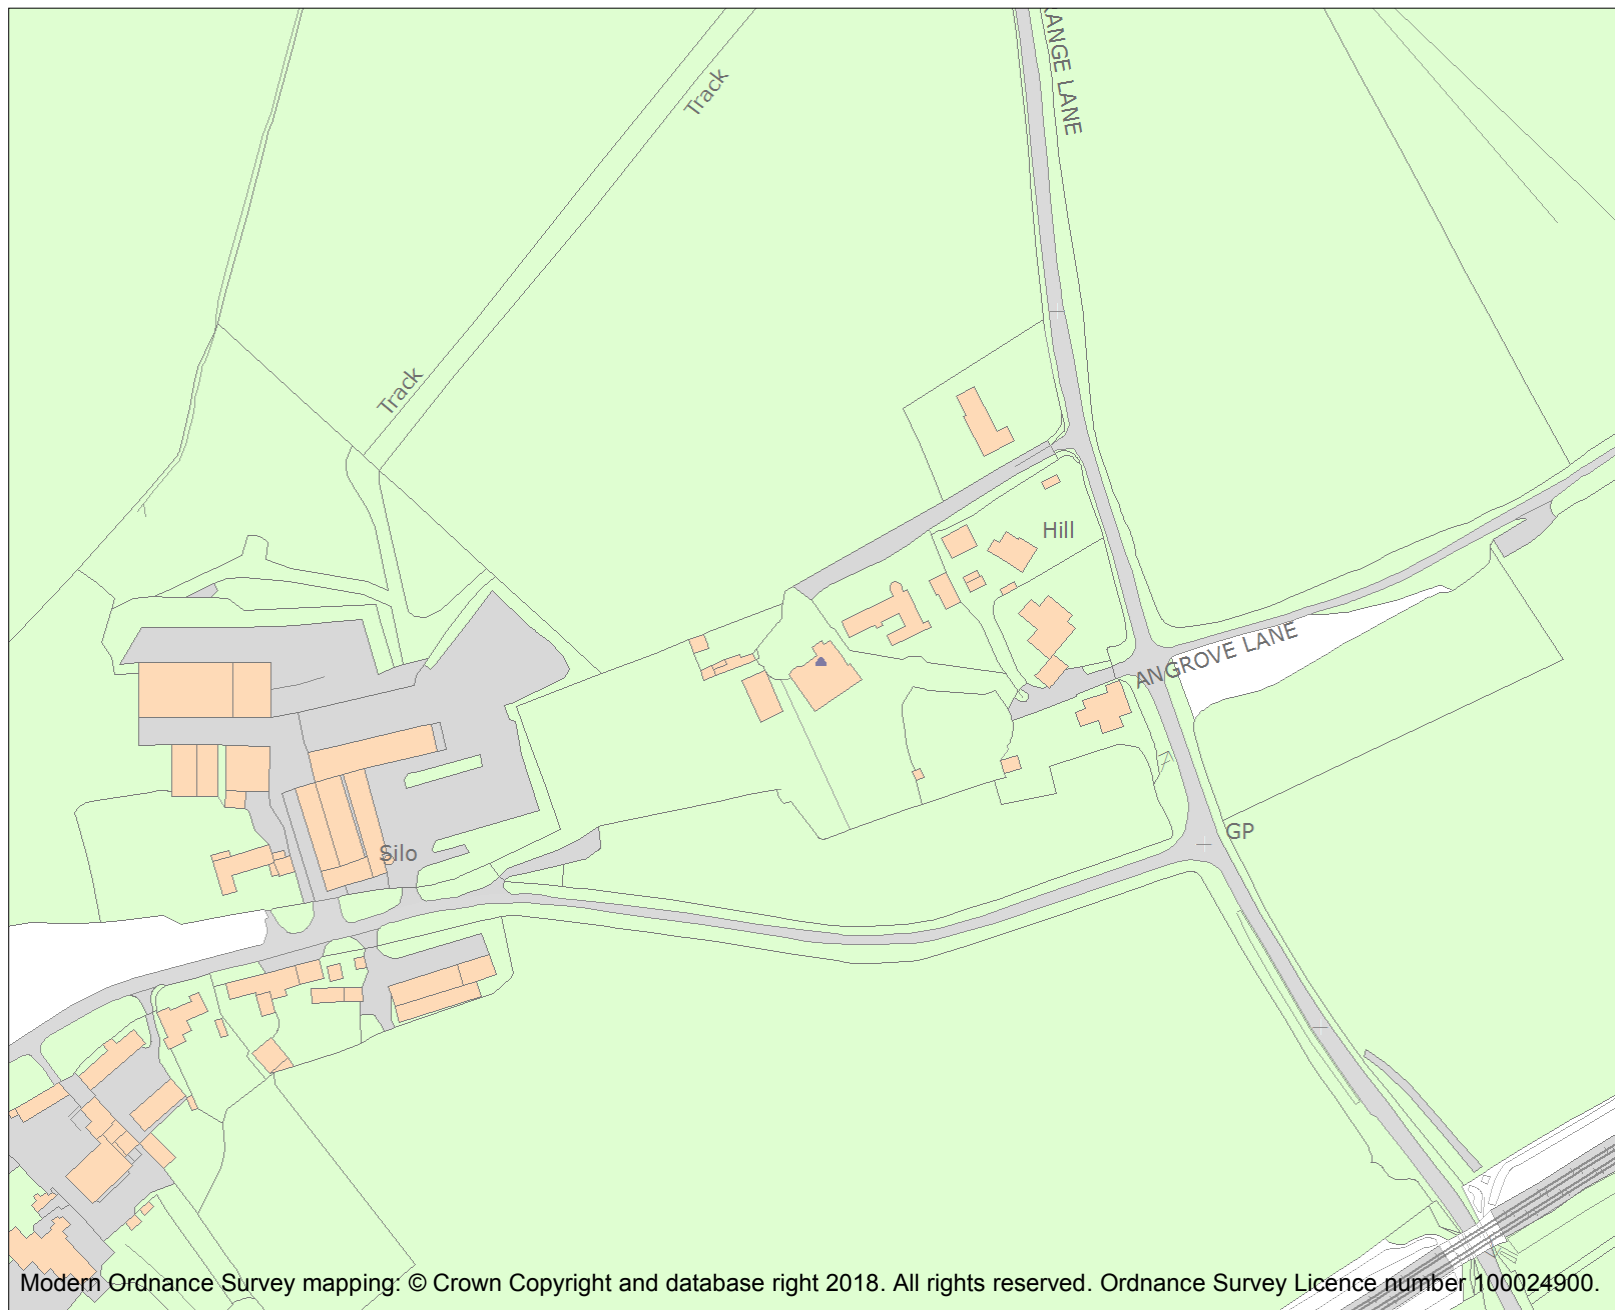 RANGE LANE
Track
Track
Hill
ANGROVE LANE
GP
Silo
Modern Ordnance Survey mapping: © Crown Copyright and database right 2018. All rights reserved. Ordnance Survey Licence number 100024900.